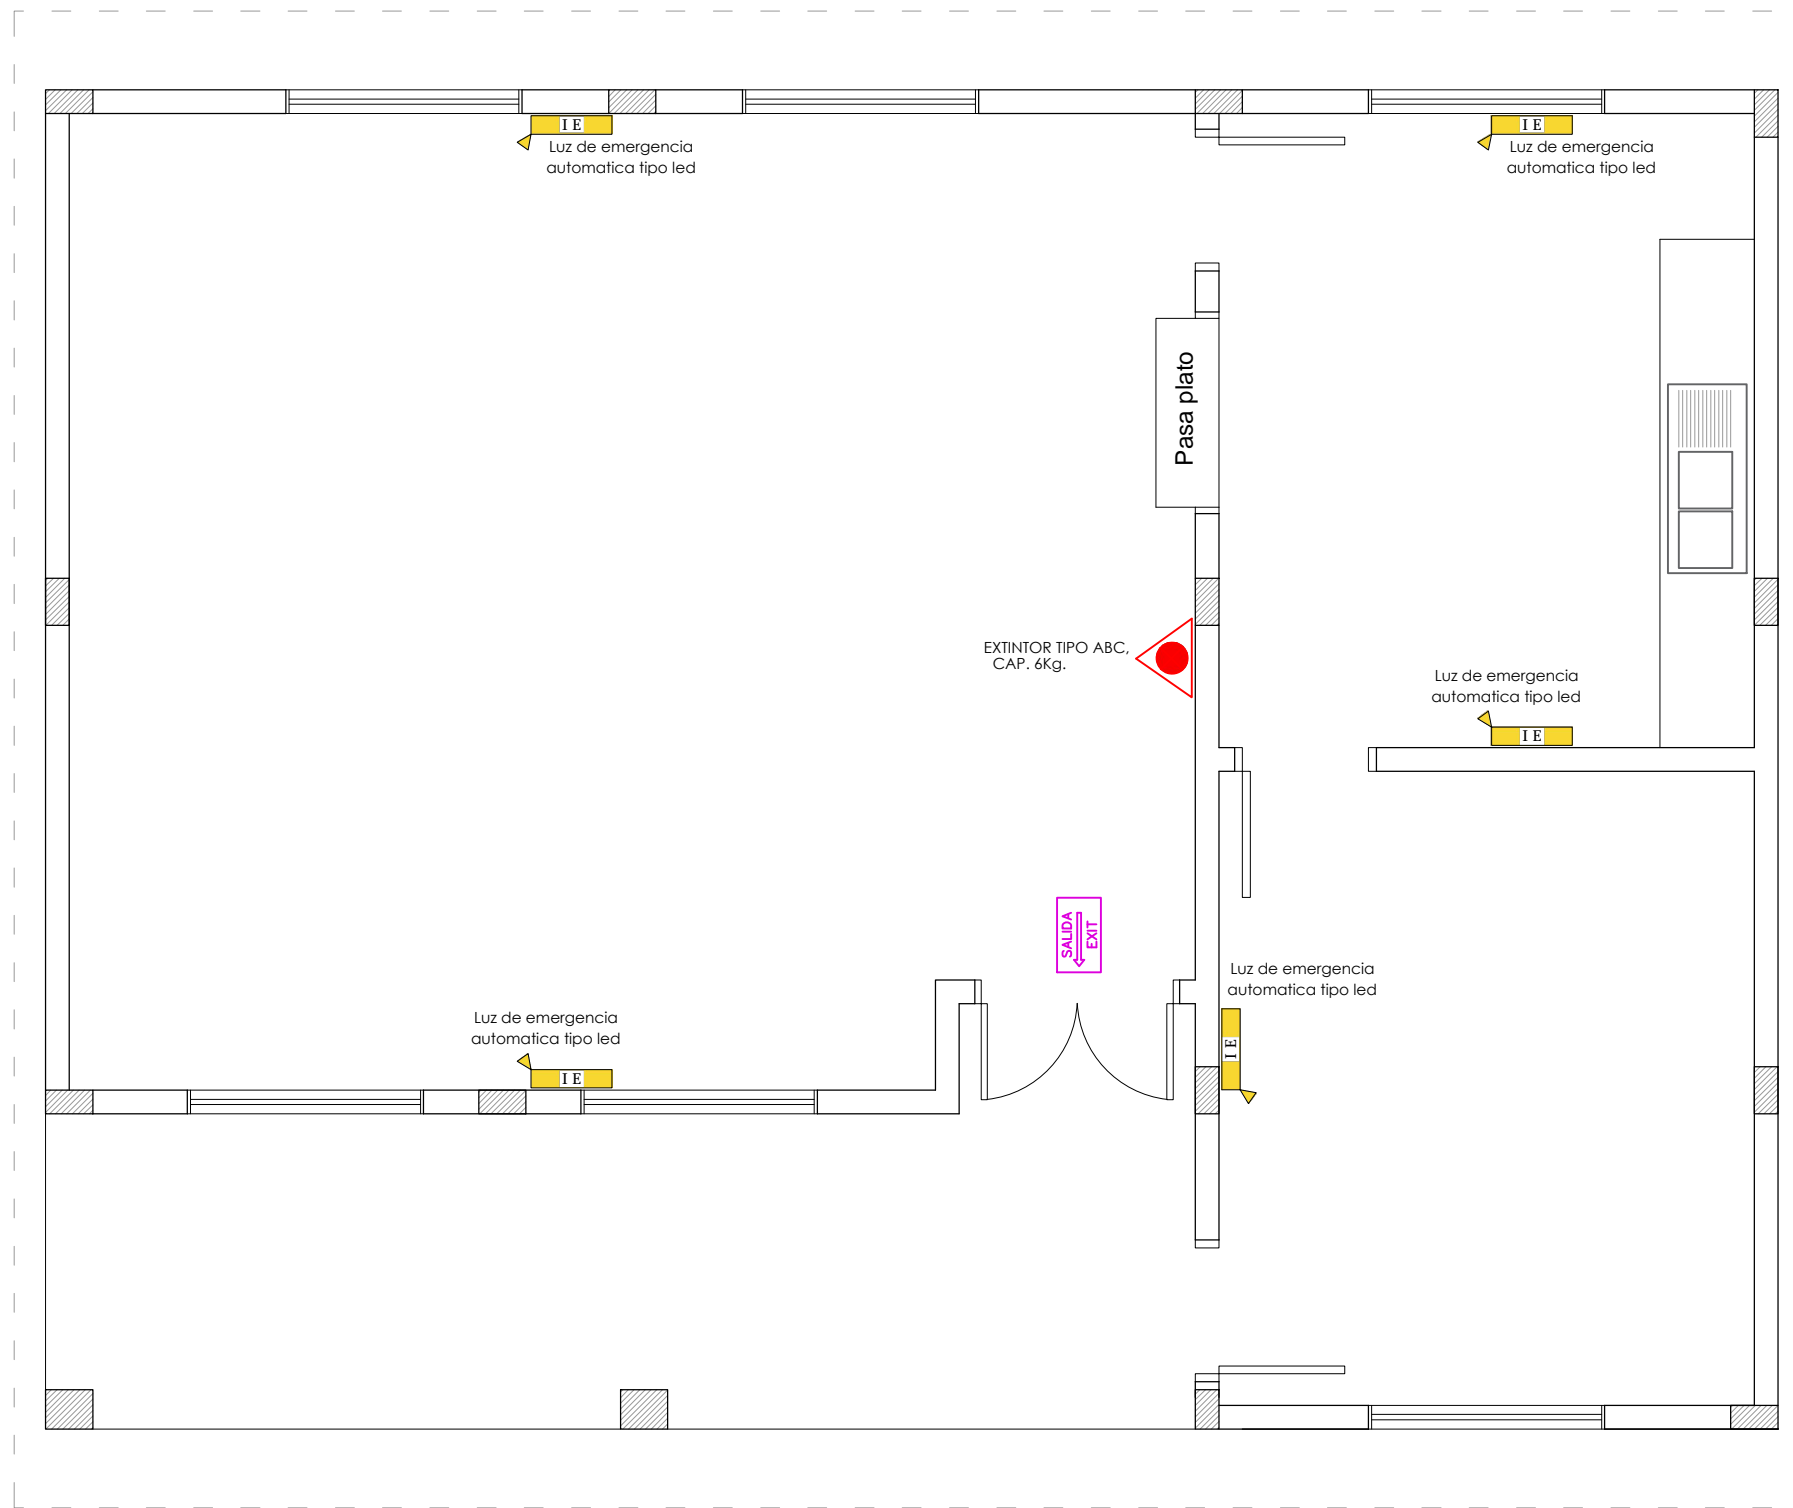 I E
Luz de emergencia
automatica tipo led
I E
Luz de emergencia
automatica tipo led
Pasa plato
EXTINTOR TIPO ABC,
CAP. 6Kg.
Luz de emergencia
automatica tipo led
I E
SALIDA
EXIT
Luz de emergencia
automatica tipo led
I E
Luz de emergencia
automatica tipo led
I E